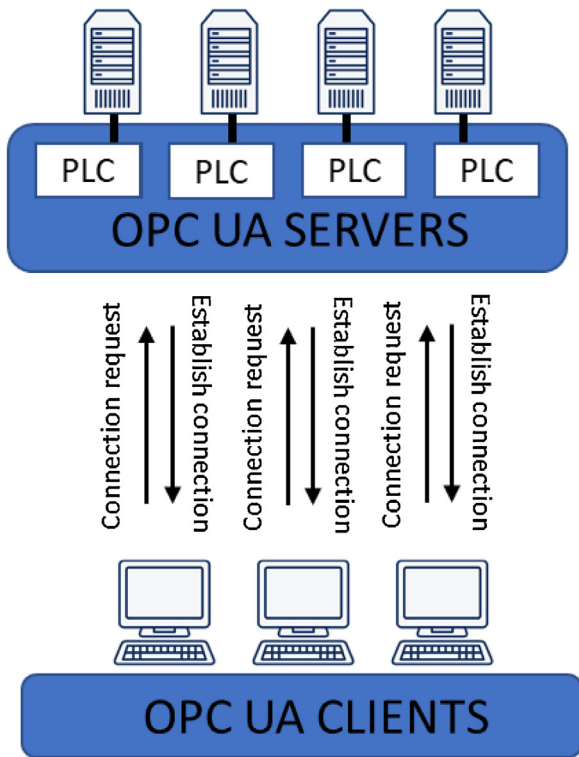 PLC
PLC
PLC
PLC
OPC UA SERVERS
Connection request
Establish connection
Connection request
Establish connection
Connection request
Establish connection
OPC UA CLIENTS